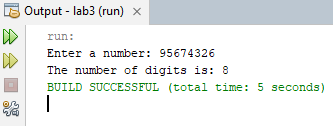 Output - lab3 (run)
run:
Enter a number: 95674326
The number of digits is: 8
BUILD SUCCESSFUL (total time: 5 seconds)